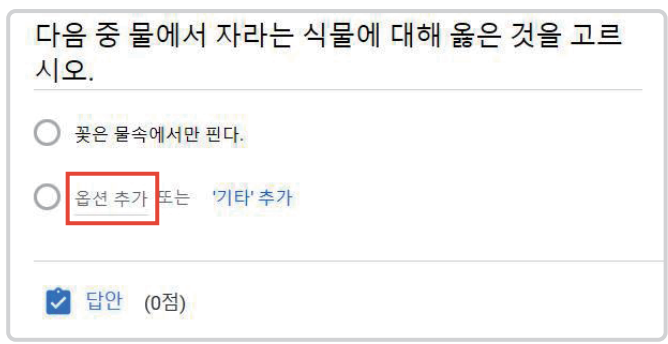 다음 중 물에서 자라는 식물에 대해 옳은 것을 고르
시오.
꽃은 물속에서만 핀다.
옵션 추가 또는 '기타' 추가
답안 (0점)